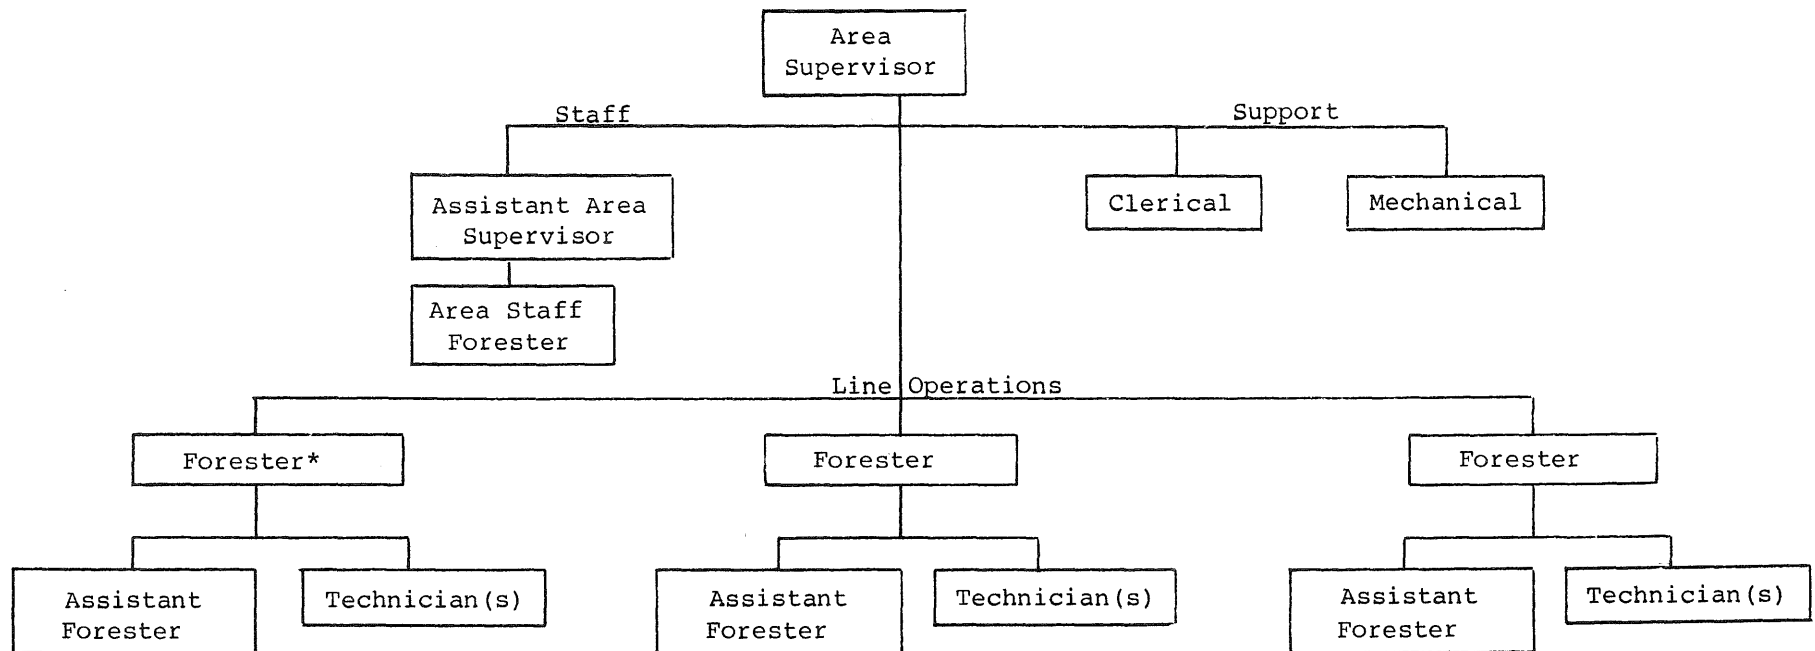 Area
Supervisor
Staff
Support
Assistant Area
Supervisor
Clerical
Mechanical
Area Staff
Forester
Line Operations
Forester*
Forester
Forester
Assistant
Forester
Technician(s)
Assistant
Forester
Technician(s)
Assistant
Forester
Technician(s)